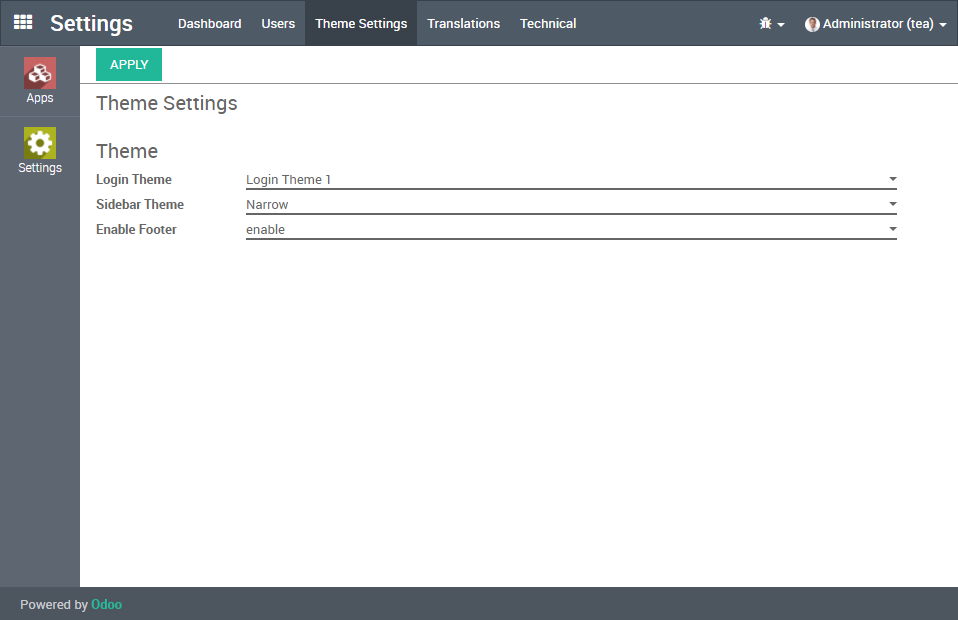 Settings Dashboard Users Theme Settings Translations Technical Administrator (tea)
APPLY
Apps
Settings
Theme Settings
Theme
Login Theme Login Theme 1
Sidebar Theme Narrow
Enable Footer enable
Powered by Odoo